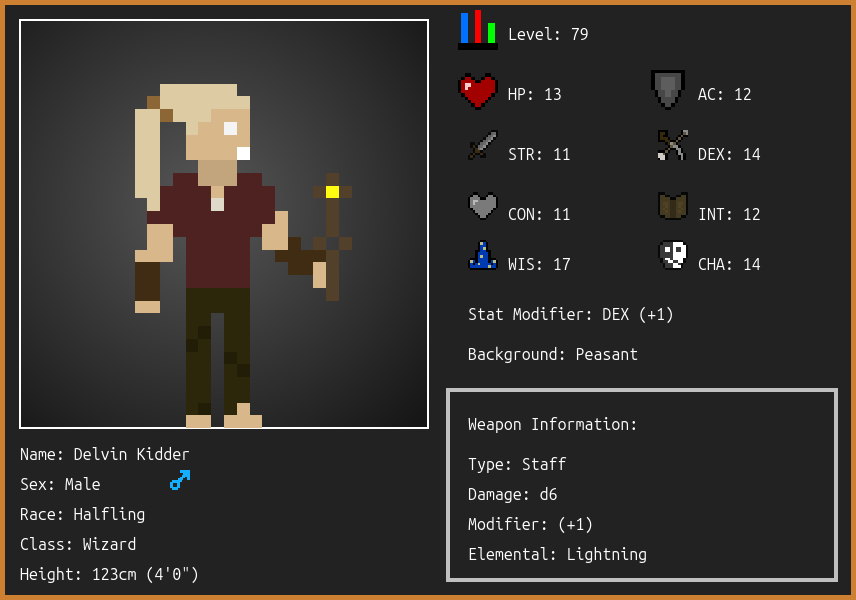 Level: 79
HP: 13
AC: 12
STR: 11
DEX: 14
CON: 11
INT: 12
WIS: 17
CHA: 14
Stat Modifier: DEX (+1)
Background: Peasant
Weapon Information:
Type: Staff
Damage: d6
Modifier: (+1)
Elemental: Lightning
Name: Delvin Kidder
Sex: Male
Race: Halfling
Class: Wizard
Height: 123cm (4'0")